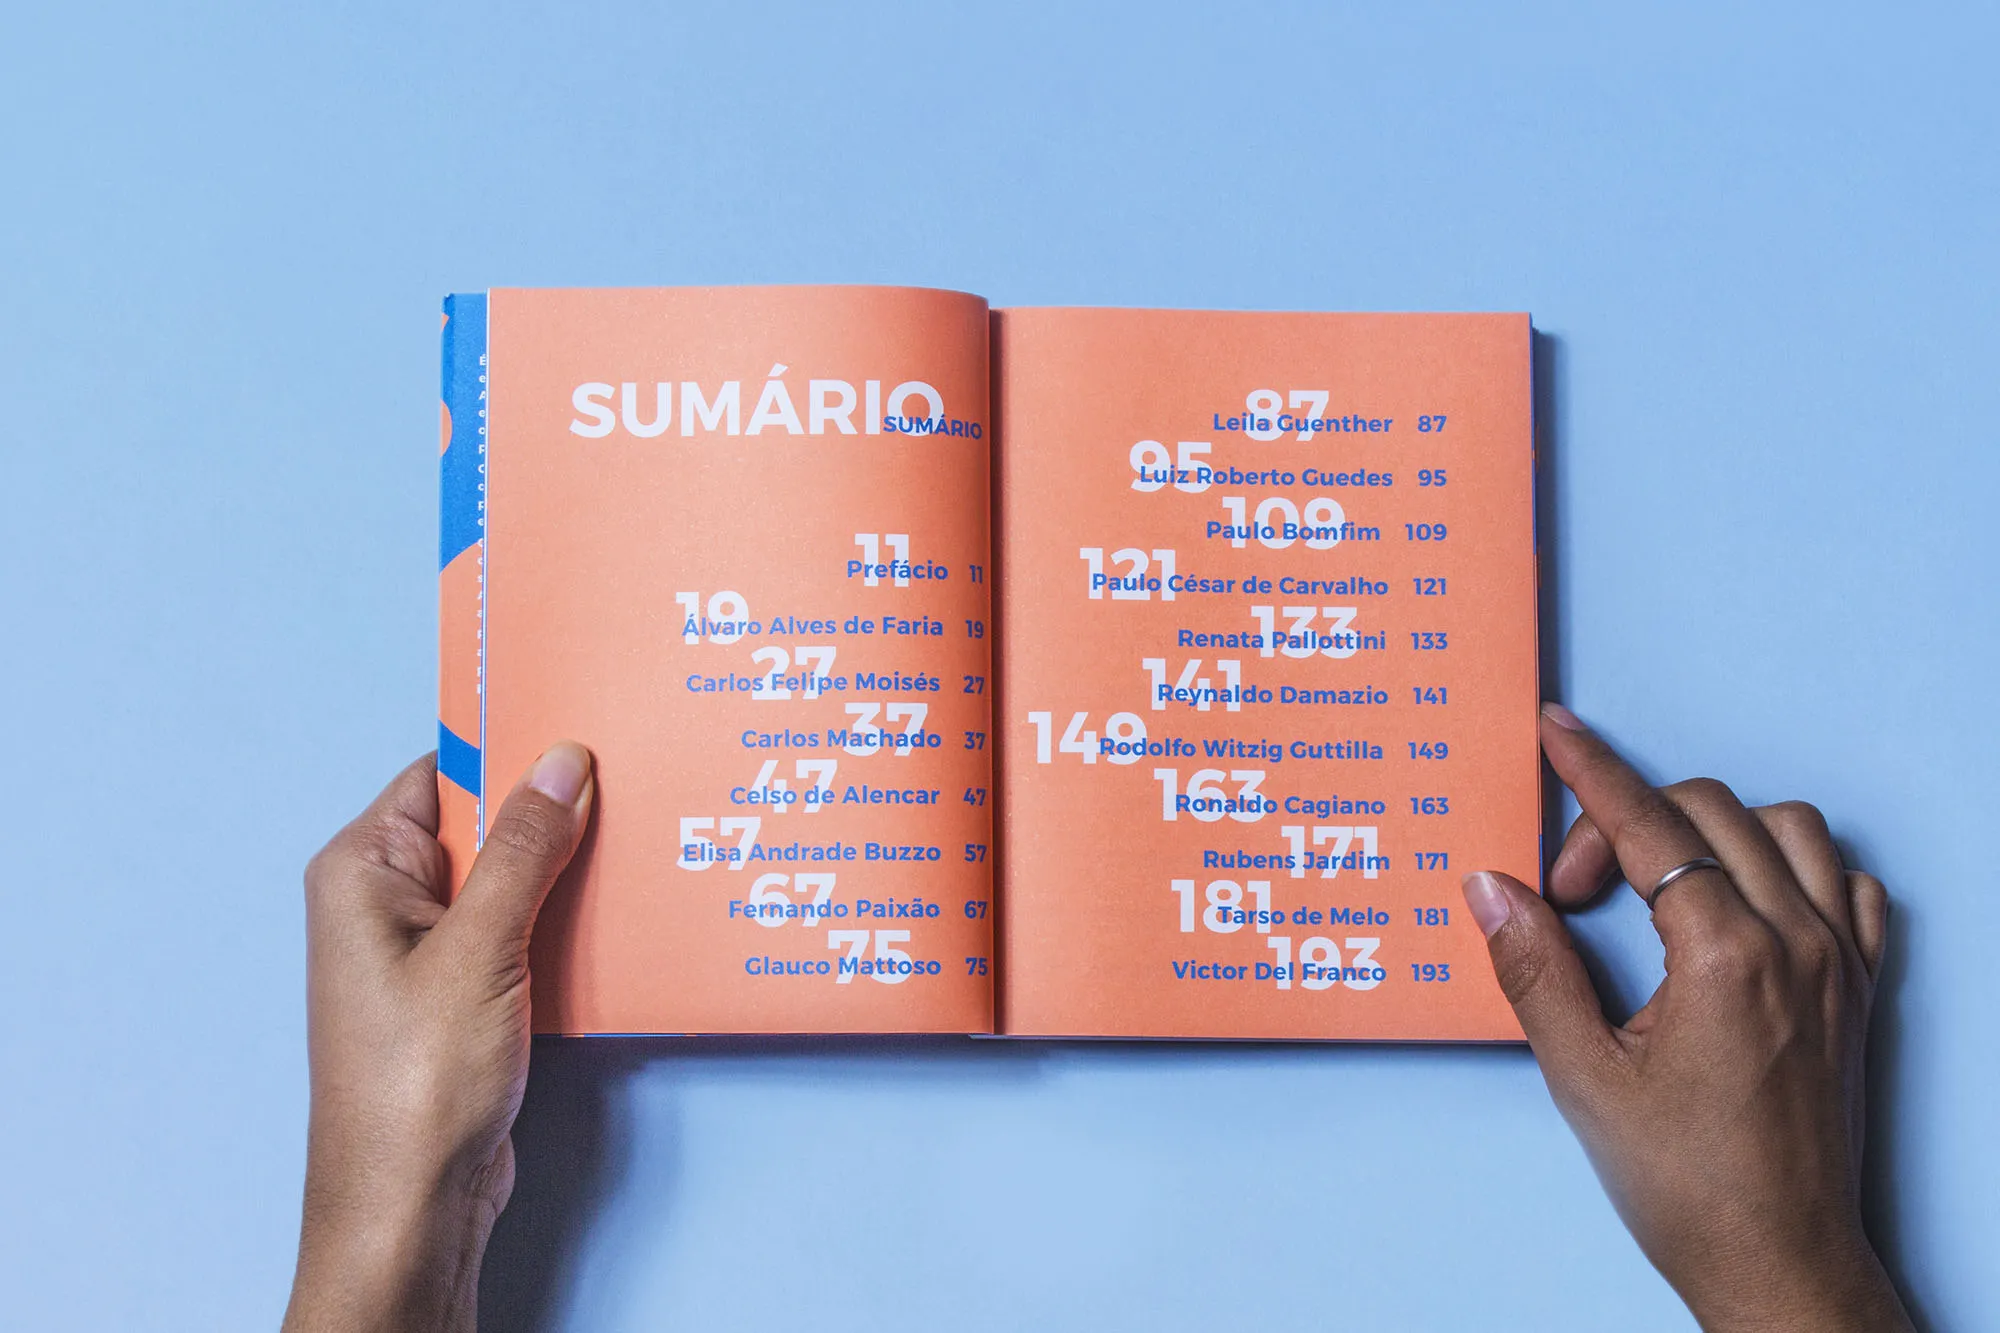 SUMÁRIO
SUMÁRIO
11
Prefácio 11
19
Álvaro Alves de Faria 19
27
Carlos Felipe Moisés 27
37
Carlos Machado 37
47
Celso de Alencar 47
57
Elisa Andrade Buzzo 57
67
Fernando Paixão 67
75
Glauco Mattoso 75
87
Leila Guenther 87
95
Luiz Roberto Guedes 95
109
Paulo Bomfim 109
121
Paulo César de Carvalho 121
133
Renata Pallottini 133
141
Reynaldo Damazio 141
149
Rodolfo Witzig Guttilla 149
163
Ronaldo Cagiano 163
171
Rubens Jardim 171
181
Tarso de Melo 181
193
Victor Del Franco 193